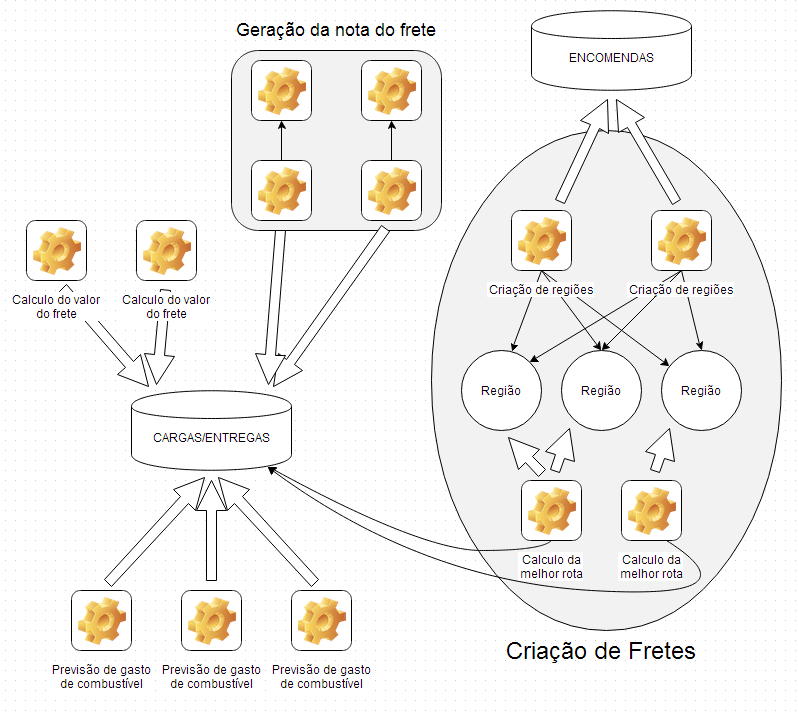 Geração da nota do frete
ENCOMENDAS
Calculo do valor
do frete
Calculo do valor
do frete
Criação de regiões
Criação de regiões
Região
Região
Região
CARGAS/ENTREGAS
Calculo da
melhor rota
Calculo da
melhor rota
Criação de Fretes
Previsão de gasto
de combustível
Previsão de gasto
de combustível
Previsão de gasto
de combustível